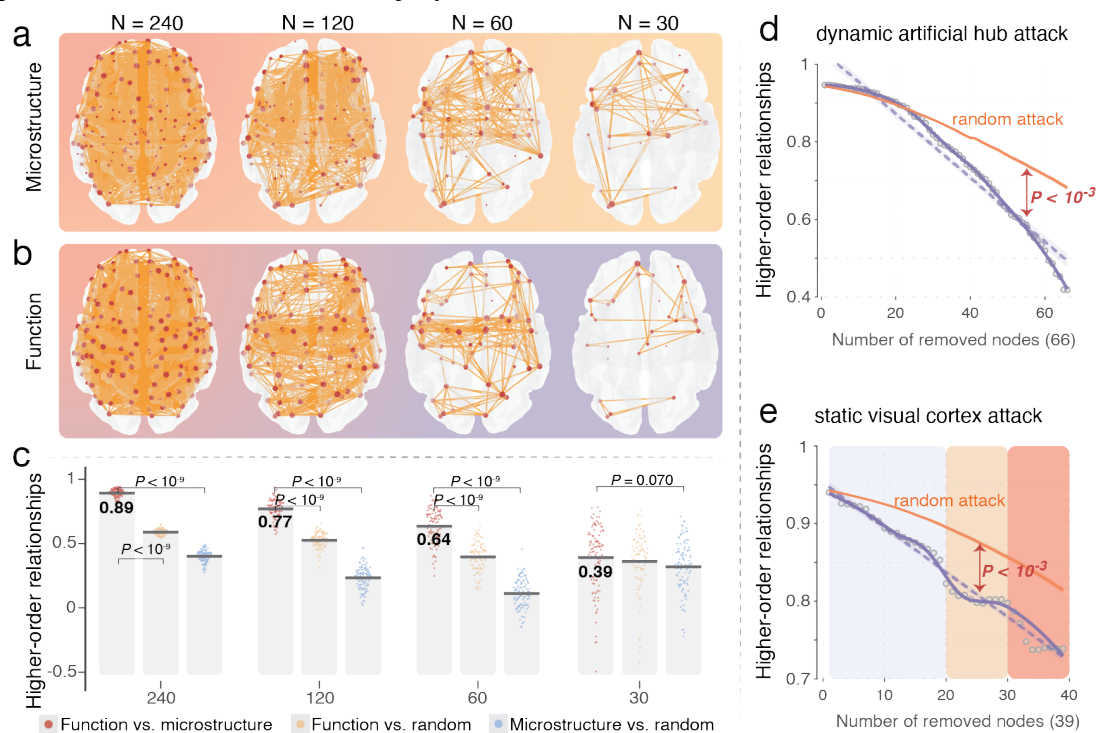 N = 240
N = 120
N = 60
N = 30
a
Microstructure
b
Function
c
Higher-order relationships
1
0.5
0
-0.5
P < 10-9
0.89
P < 10-9
P < 10-9
P < 10-9
0.77
P < 10-9
P < 10-9
0.64
P = 0.070
0.39
240
120
60
30
Function vs. microstructure
Function vs. random
Microstructure vs. random
d
dynamic artificial hub attack
Higher-order relationships
1
0.8
0.6
0.4
random attack
P < 10-3
0
20
40
60
Number of removed nodes (66)
e
static visual cortex attack
Higher-order relationships
1
0.9
0.8
0.7
random attack
P < 10-3
0
10
20
30
40
Number of removed nodes (39)